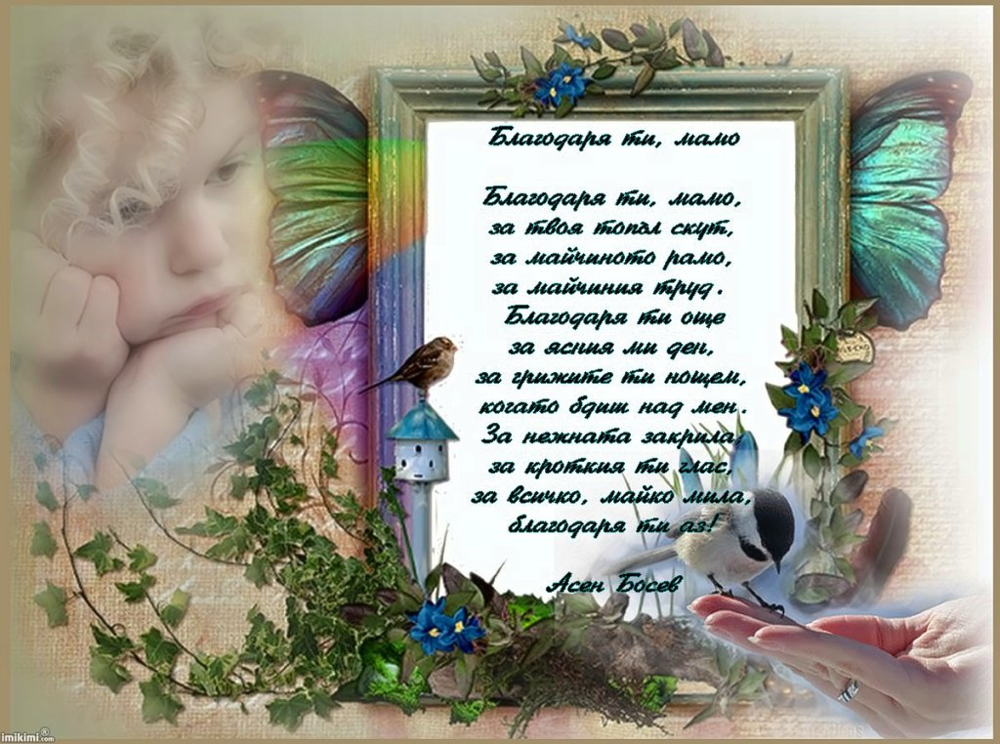 Благодаря ти, мамо
Благодаря ти, мамо,
за твоя топъл скут,
за майчиното рамо,
за майчиния труд.
Благодаря ти още
за ясния ми ден,
за грижите ти нощем,
когато бдиш над мен.
За нежната закрила,
за кроткия ти глас,
за всичко, майко мила,
благодаря ти аз!
Асен Босев
imikimi®.com